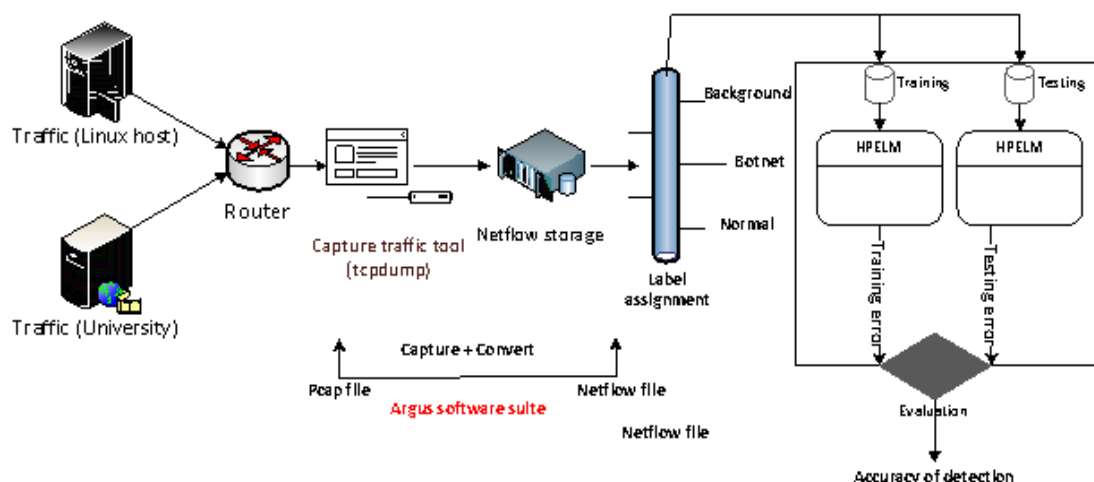 Traffic (Linux host)
Traffic (University)
Router
Capture traffic tool
(tcpdump)
Netflow storage
Background
Botnet
Normal
Label
assignment
Training
Testing
HPELM
HPELM
Training error
Testing error
Evaluation
Accuracy of detection
Capture + Convert
Pcap file
Netflow file
Argus software suite
Netflow file